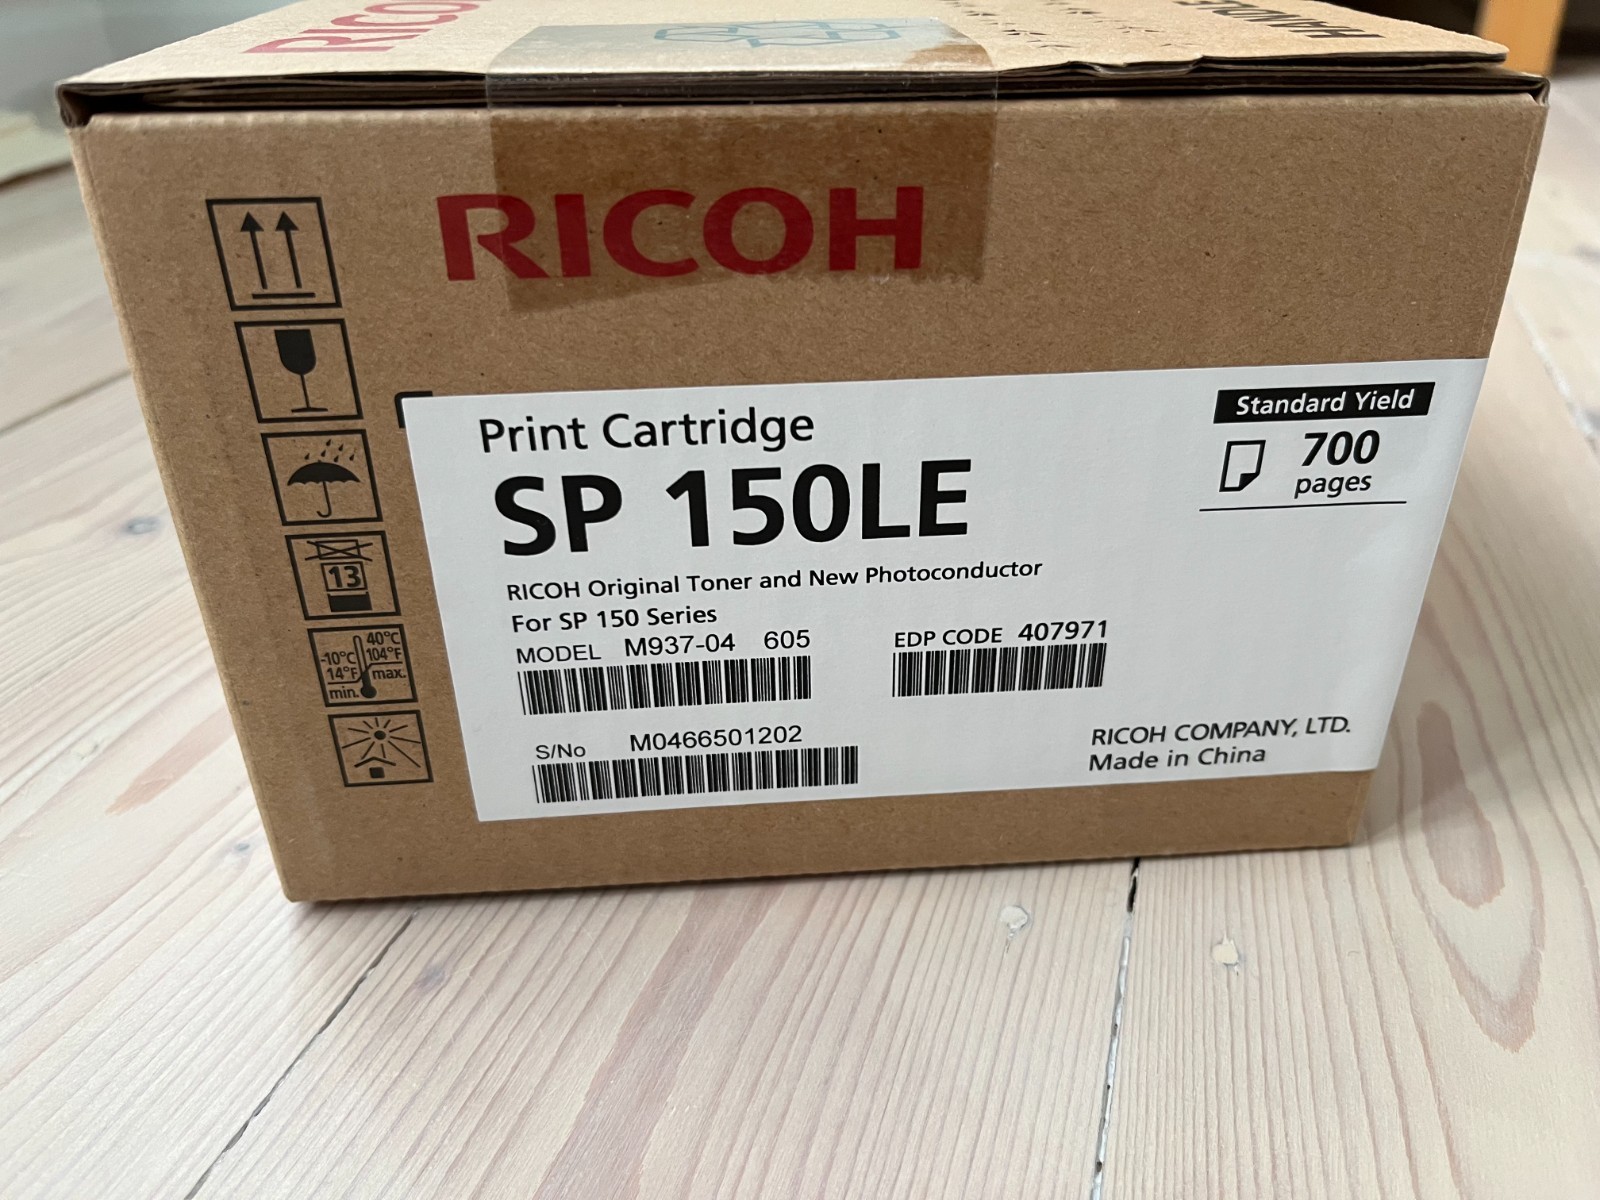 RICOH
HANDLE
RICOH
13
40°C
-10°C 104°F
14°F max.
min.
Print Cartridge
SP 150LE
RICOH Original Toner and New Photoconductor
For SP 150 Series
MODEL M937-04 605
EDP CODE 407971
S/No M0466501202
Standard Yield
700
pages
RICOH COMPANY, LTD.
Made in China